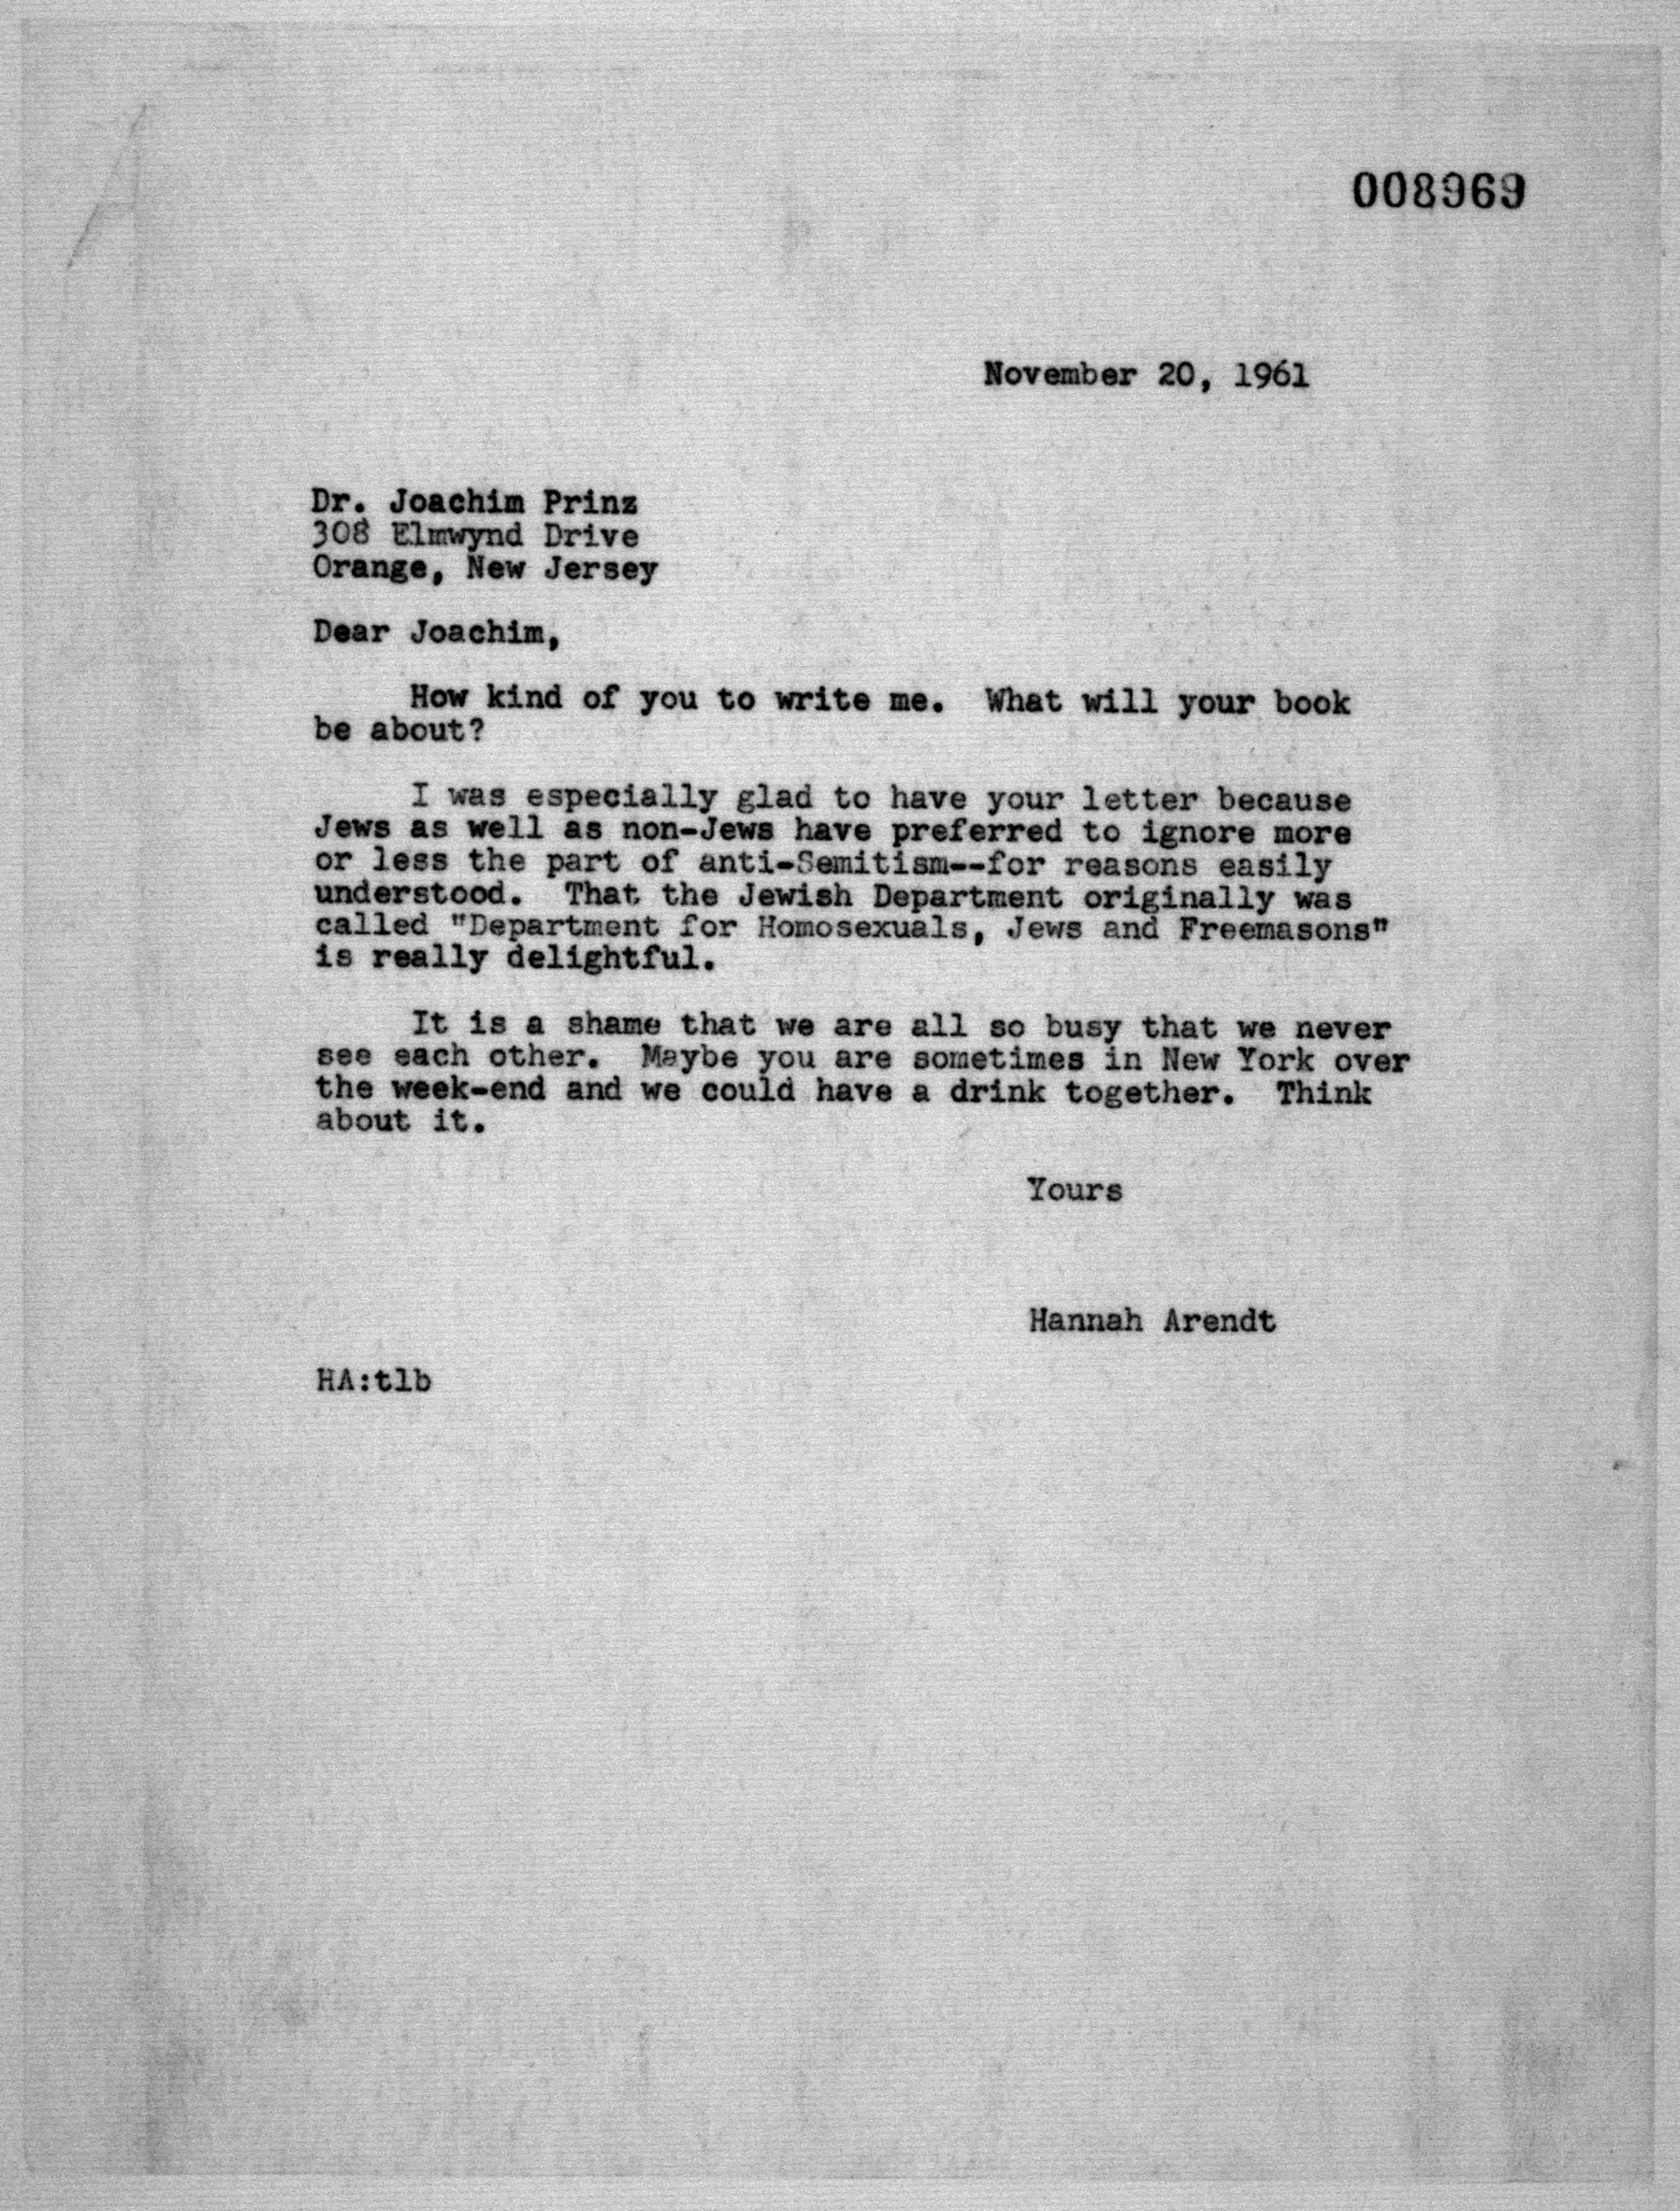 008969
November 20, 1961
Dr. Joachim Prinz
308 Elmwynd Drive
Orange, New Jersey
Dear Joachim,
How kind of you to write me. What will your book
be about?
I was especially glad to have your letter because
Jews as well as non-Jews have preferred to ignore more
or less the part of anti-Semitism--for reasons easily
understood. That the Jewish Department originally was
called "Department for Homosexuals, Jews and Freemasons"
is really delightful.
It is a shame that we are all so busy that we never
see each other. Maybe you are sometimes in New York over
the week-end and we could have a drink together. Think
about it.
Yours
Hannah Arendt
HA:tlb